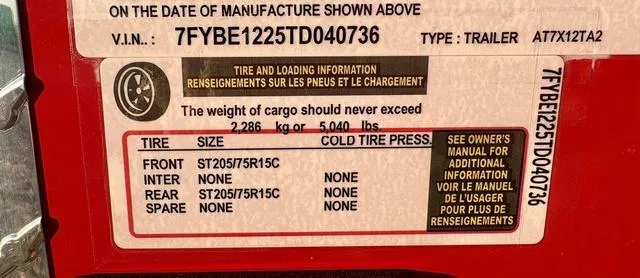 ON THE DATE OF MANUFACTURE SHOWN ABOVE
V.I.N.: 7FYBE1225TD040736 TYPE: TRAILER AT7X12TA2
TIRE AND LOADING INFORMATION
RENSEIGNEMENTS SUR LES PNEUS ET LE CHARGEMENT
The weight of cargo should never exceed
2,286 kg or 5,040 lbs.
TIRE SIZE COLD TIRE PRESS.
FRONT ST205/75R15C
INTER NONE NONE
REAR ST205/75R15C NONE
SPARE NONE NONE
SEE OWNER'S
MANUAL FOR
ADDITIONAL
INFORMATION
VOIR LE MANUEL
DE L'USAGER
POUR PLUS DE
RENSEIGNEMENTS
7FYBE1225TD040736